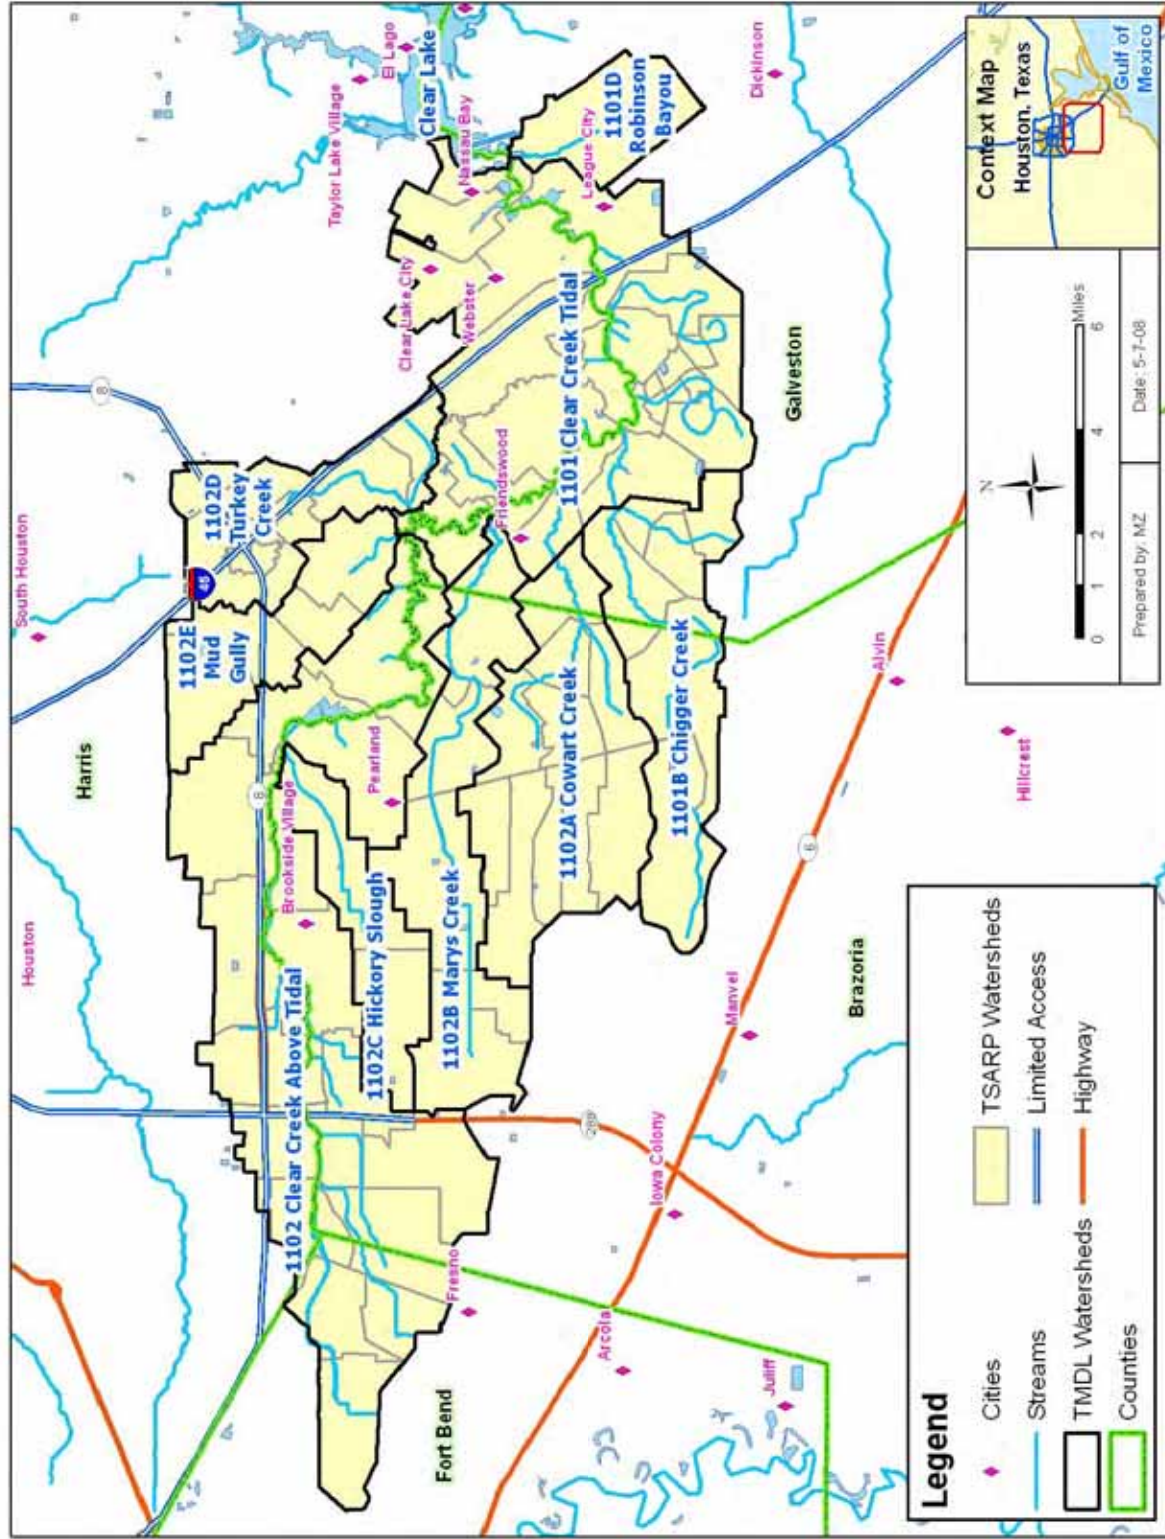 South Houston
Houston
Harris
8
45
1102E
Mud
Gully
1102D
Turkey
Creek
8
Taylor Lake Village
El Lago
Clear Lake
Nassau Bay
Clear Lake City
Webster
League City
1101D
Robinson
Bayou
Dickinson
1102 Clear Creek Above Tidal
Brookside Village
Pearland
Friendswood
1101 Clear Creek Tidal
1102C Hickory Slough
1102B Marys Creek
1102A Cowart Creek
1101B Chigger Creek
Galveston
Fresno
Fort Bend
288
Iowa Colony
Arcola
Juliff
Manvel
6
Alvin
Brazoria
Hillcrest
Legend
Cities
Streams
TMDL Watersheds
Counties
TSARP Watersheds
Limited Access
Highway
N
0 1 2 4 6
Miles
Prepared by: MZ
Date: 5-7-08
Context Map
Houston, Texas
Gulf of
Mexico